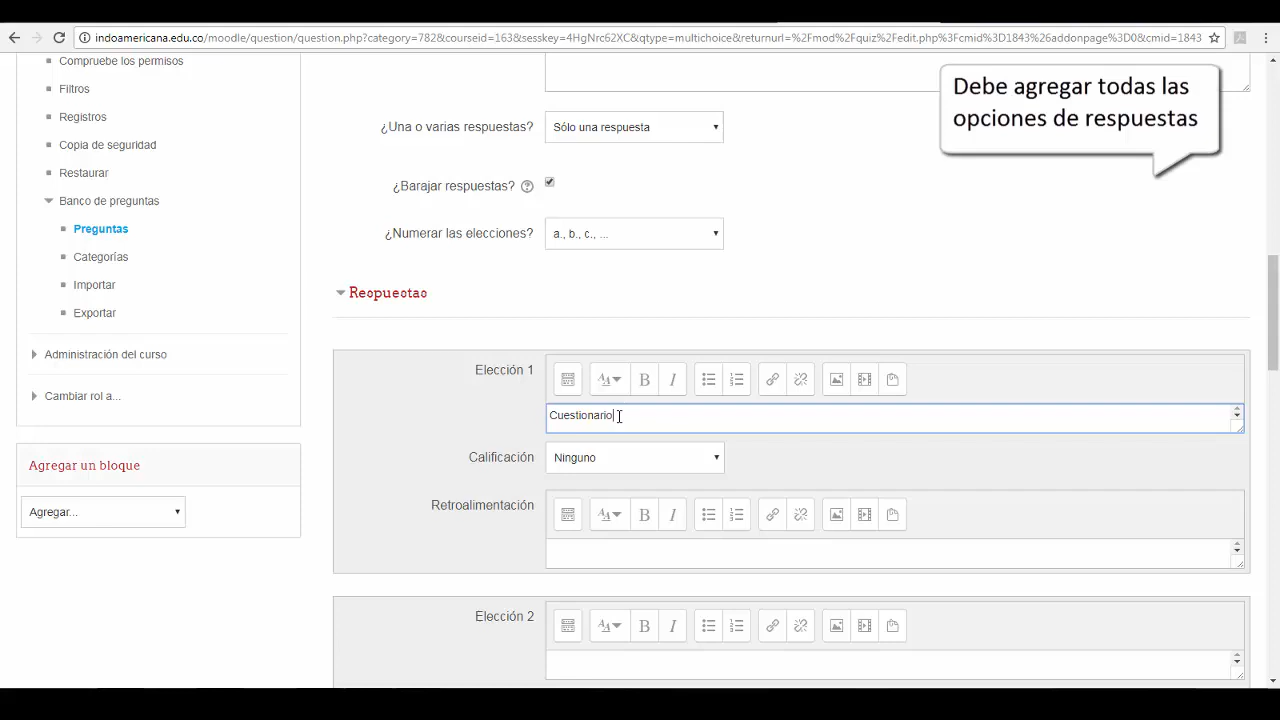 indoamericana.edu.co/moodle/question/question.php?category=782&courseid=163&sesskey=4HgNrc62XC&qtype=multichoice&returnurl=%2Fmod%2Fquiz%2Fedit.php%3Fcmid%3D1843%26addonpage%3D0&cmid=1843
Compruebe los permisos
Filtros
Registros
Copia de seguridad
Restaurar
Banco de preguntas
Preguntas
Categorías
Importar
Exportar
Administración del curso
Cambiar rol a...
Agregar un bloque
Agregar...
Debe agregar todas las
opciones de respuestas
¿Una o varias respuestas? Sólo una respuesta
¿Barajar respuestas?
¿Numerar las elecciones? a., b., c., ...
Respuestas
Elección 1
Cuestionario
Calificación Ninguno
Retroalimentación
Elección 2